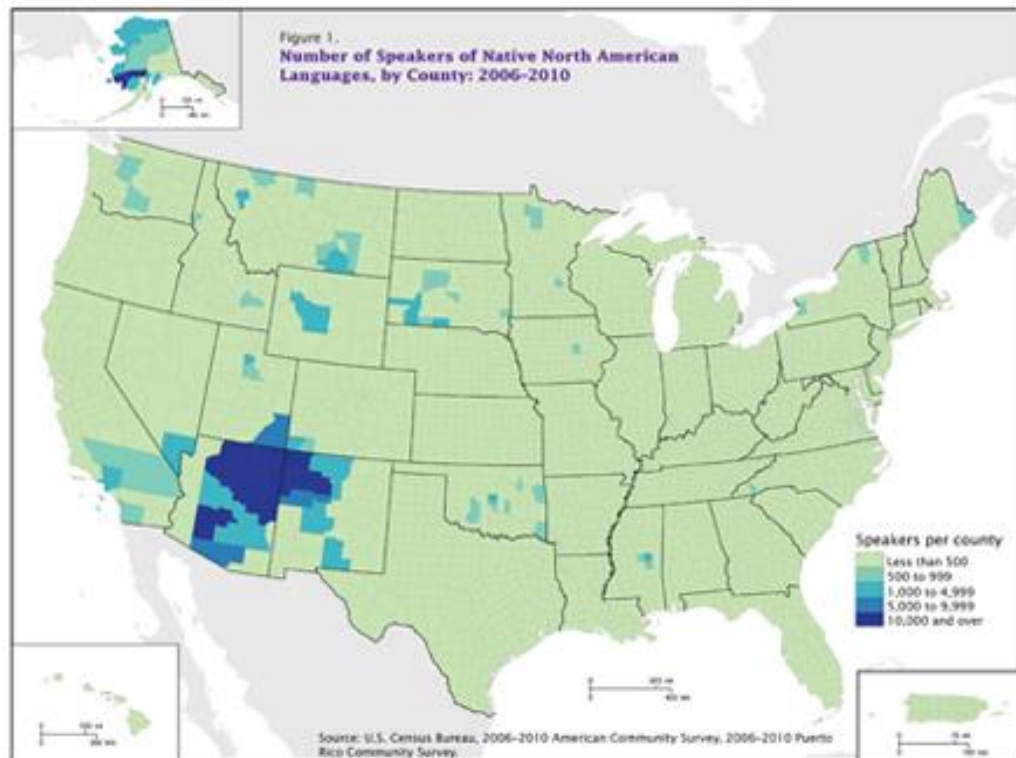 Figure 1.
Number of Speakers of Native North American
Languages, by County: 2006–2010
Speakers per county
Less than 500
500 to 999
1,000 to 4,999
5,000 to 9,999
10,000 and over
Source: U.S. Census Bureau, 2006–2010 American Community Survey, 2006–2010 Puerto
Rico Community Survey.